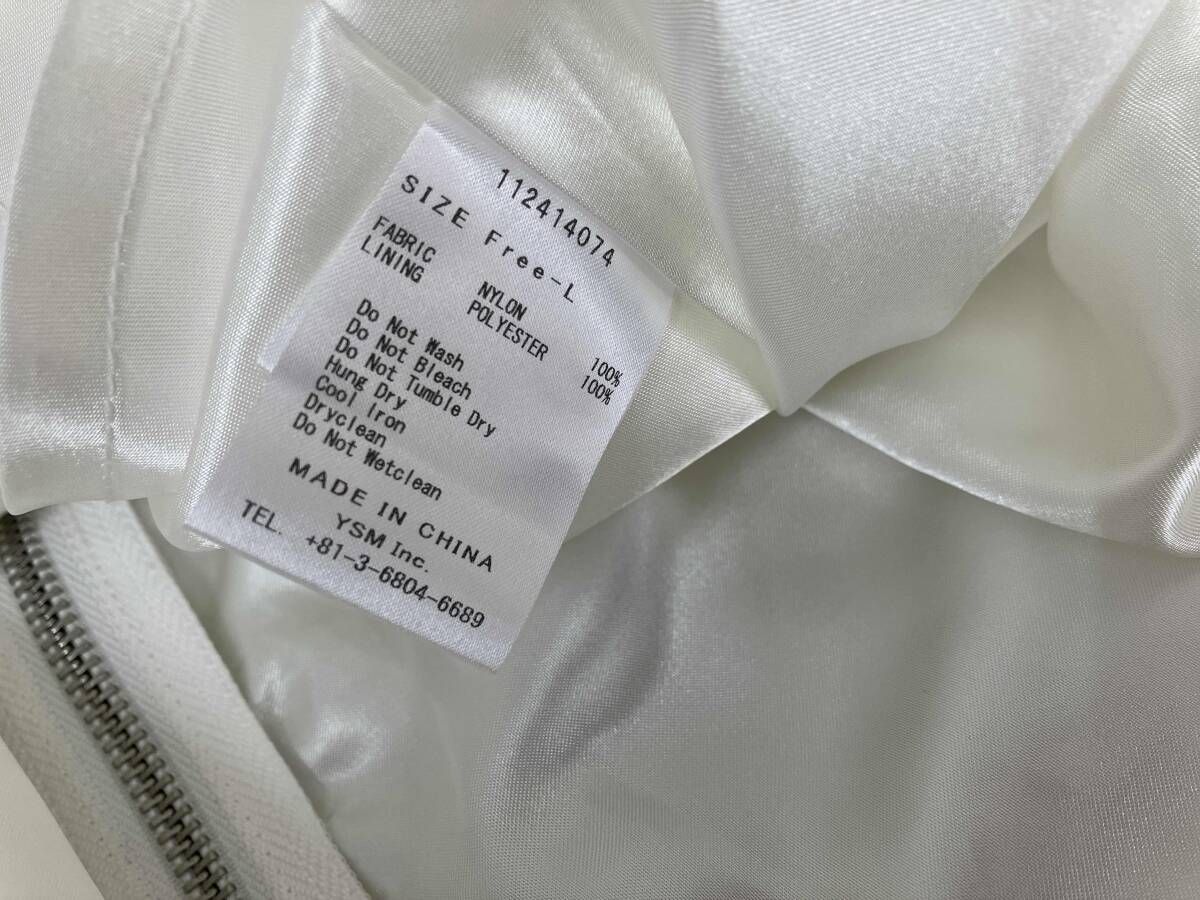 112414074
SIZE Free-L
FABRIC NYLON 100%
LINING POLYESTER 100%
Do Not Wash
Do Not Bleach
Do Not Tumble Dry
Hung Dry
Cool Iron
Dryclean
Do Not Wetclean
MADE IN CHINA
YSM Inc.
TEL. +81-3-6804-6689